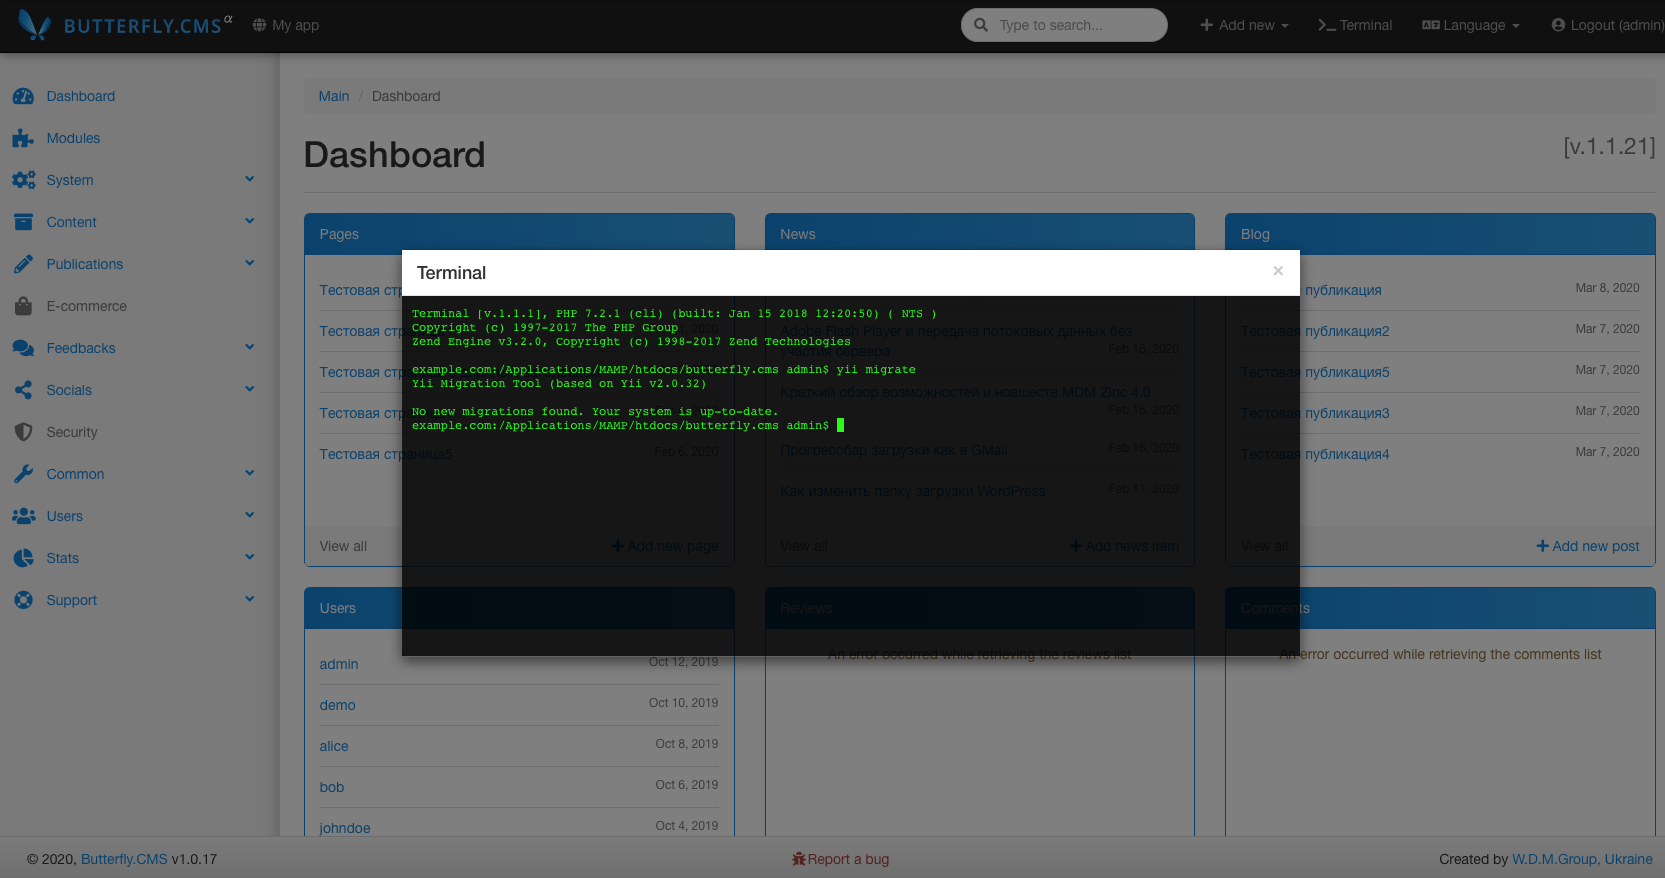 BUTTERFLY.CMS α
My app
Type to search...
Add new
Terminal
Language
Logout (admin)
Dashboard
Modules
System
Content
Publications
E-commerce
Feedbacks
Socials
Security
Common
Users
Stats
Support
Main / Dashboard
Dashboard
[v.1.1.21]
Pages
News
Blog
Terminal
×
Terminal [v.1.1.1], PHP 7.2.1 (cli) (built: Jan 15 2018 12:20:50) ( NTS )
Copyright (c) 1997-2017 The PHP Group
Zend Engine v3.2.0, Copyright (c) 1998-2017 Zend Technologies
example.com:/Applications/MAMP/htdocs/butterfly.cms admin$ yii migrate
Yii Migration Tool (based on Yii v2.0.32)
No new migrations found. Your system is up-to-date.
example.com:/Applications/MAMP/htdocs/butterfly.cms admin$
Тестовая стр
Тестовая стра
Тестовая стр
Тестовая стра
Тестовая страница5 Feb 6, 2020
View all
Add new page
Adobe Flash Player и передача потоковых данных без
участия сервера Feb 16, 2020
Краткий обзор возможностей и новшеств MDM Zinc 4.0
Feb 16, 2020
Прогрессбар загрузки как в GMail Feb 16, 2020
Как изменить папку загрузки WordPress Feb 11, 2020
View all
Add news item
публикация Mar 8, 2020
Тестовая публикация2 Mar 7, 2020
Тестовая публикация5 Mar 7, 2020
Тестовая публикация3 Mar 7, 2020
Тестовая публикация4 Mar 7, 2020
View all
Add new post
Users
admin Oct 12, 2019
demo Oct 10, 2019
alice Oct 8, 2019
bob Oct 6, 2019
johndoe Oct 4, 2019
Reviews
An error occurred while retrieving the reviews list
Comments
An error occurred while retrieving the comments list
© 2020, Butterfly.CMS v1.0.17
Report a bug
Created by W.D.M.Group, Ukraine